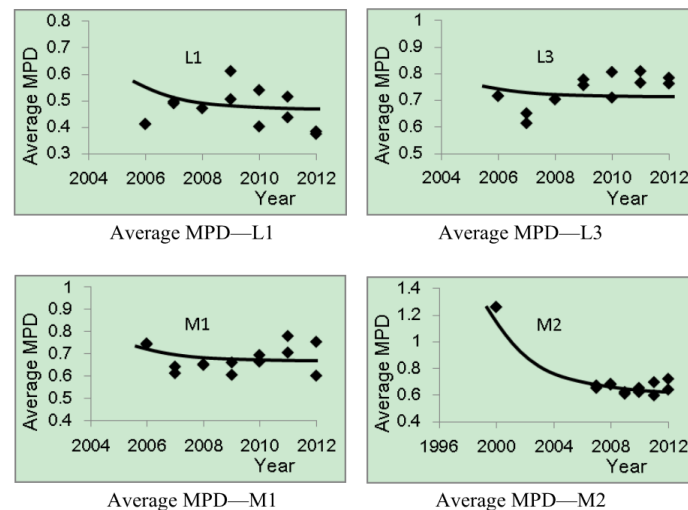 0.8
0.7
0.6
0.5
0.4
0.3
Average MPD
L1
2004 2006 2008 2010 2012
Year
Average MPD—L1
1
0.9
0.8
0.7
0.6
0.5
Average MPD
L3
2004 2006 2008 2010 2012
Year
Average MPD—L3
1
0.9
0.8
0.7
0.6
0.5
0.4
Average MPD
M1
2004 2006 2008 2010 2012
Year
Average MPD—M1
1.4
1.2
1
0.8
0.6
0.4
Average MPD
M2
1996 2000 2004 2008 2012
Year
Average MPD—M2